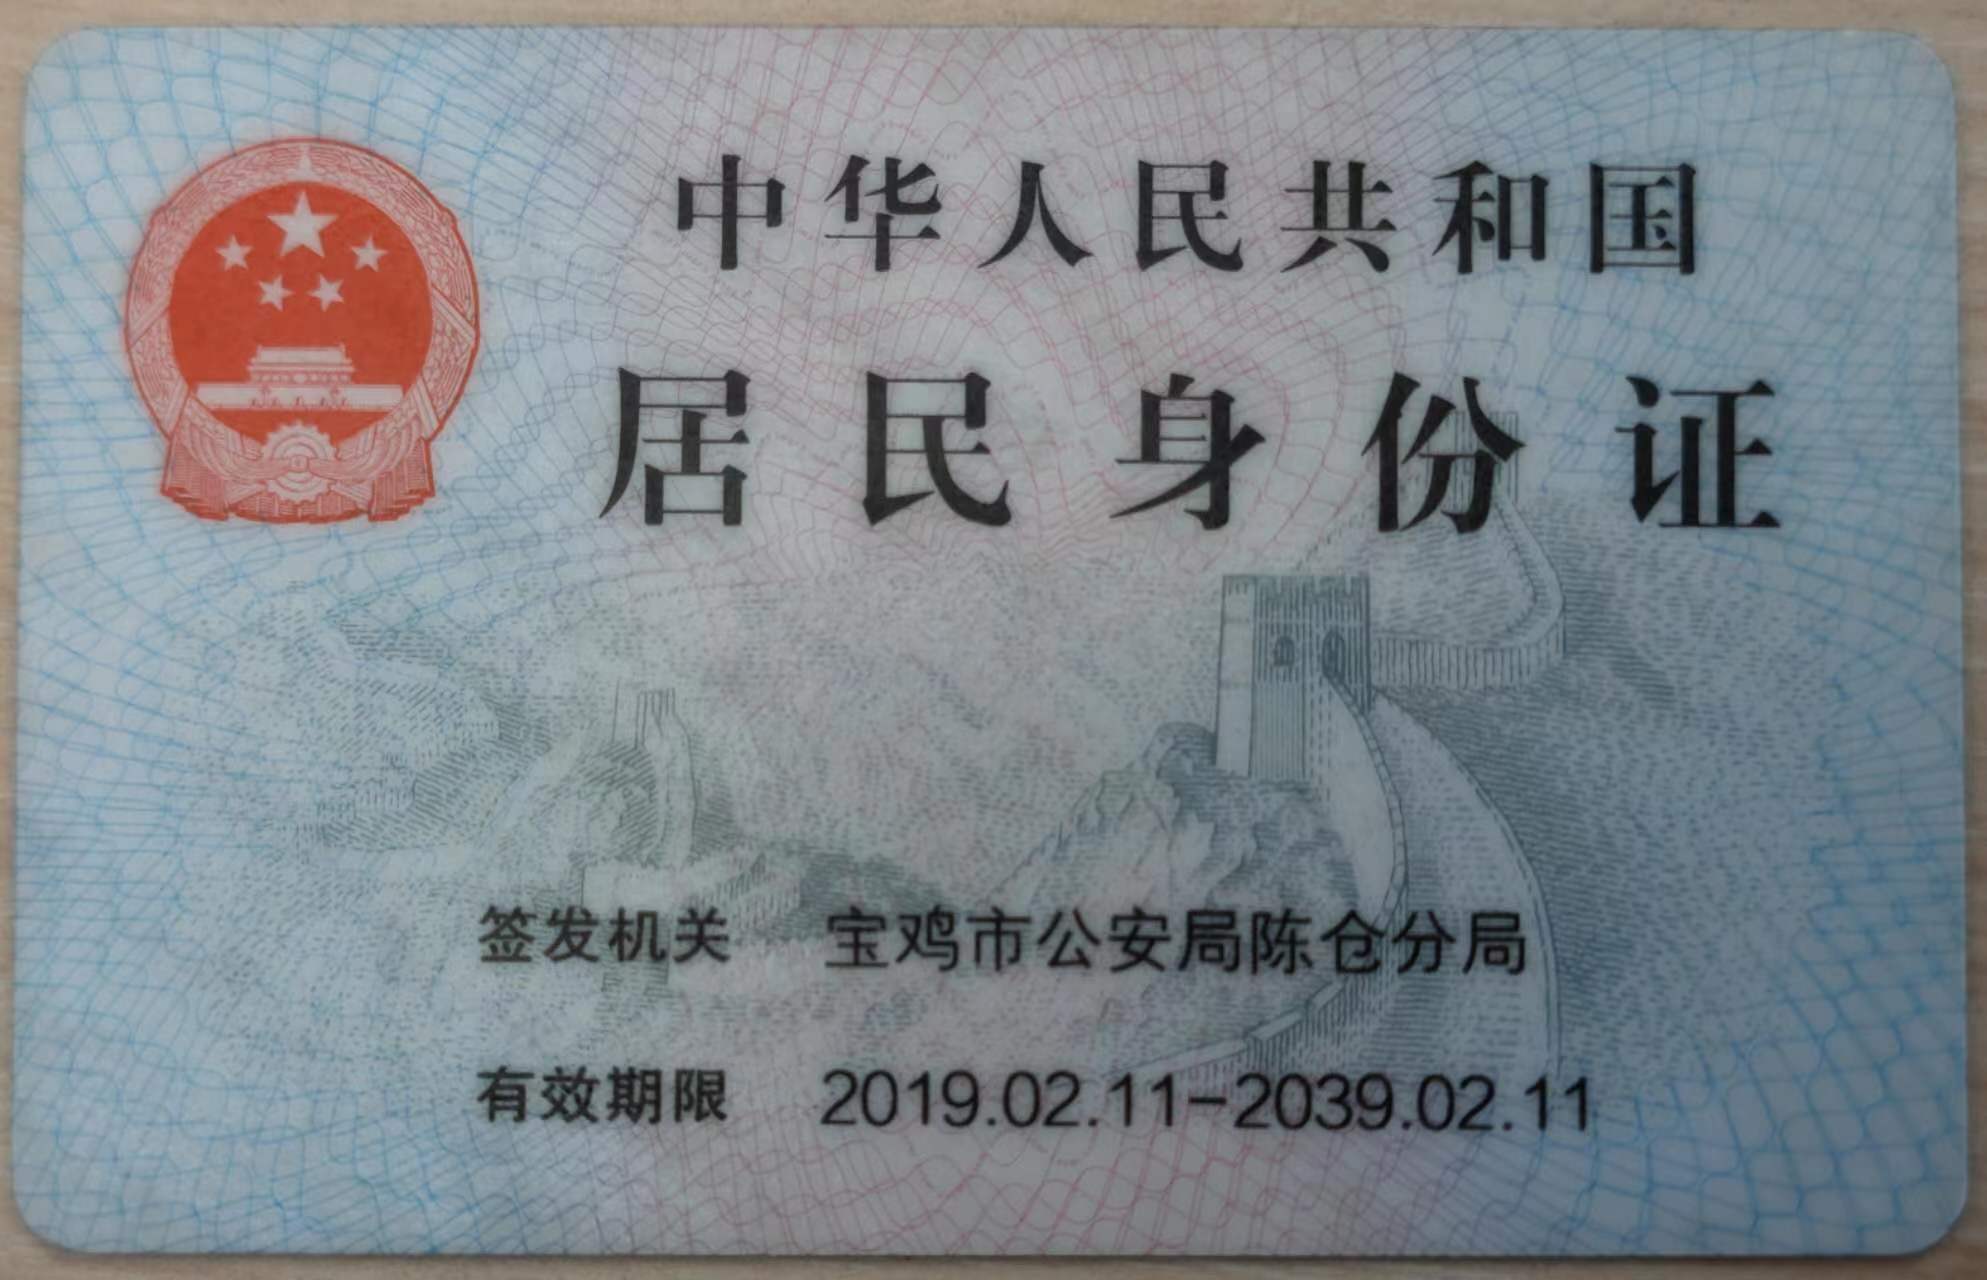 中华人民共和国
居民身份证
签发机关 宝鸡市公安局陈仓分局
有效期限 2019.02.11-2039.02.11